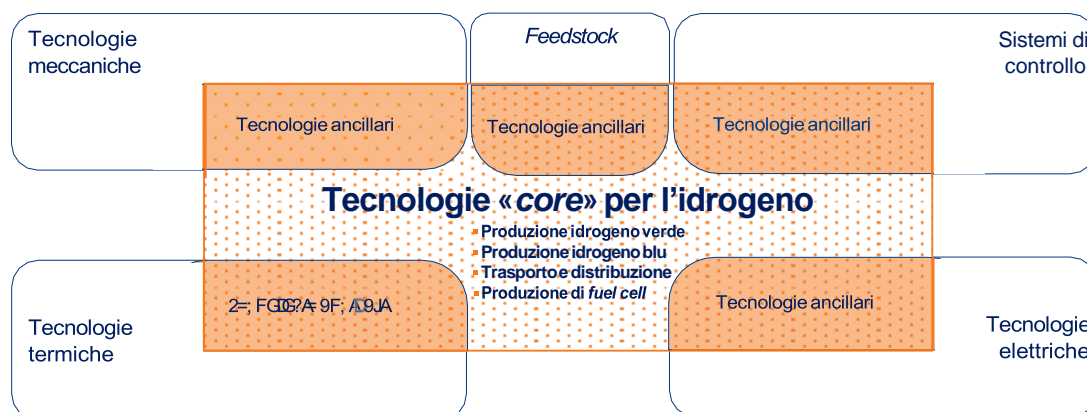 Tecnologie
meccaniche
Feedstock
Sistemi di
controllo
Tecnologie ancillari
Tecnologie ancillari
Tecnologie ancillari
Tecnologie «core» per l’idrogeno
Produzione idrogeno verde
Produzione idrogeno blu
Trasporto e distribuzione
Produzione di fuel cell
Tecnologie ancillari
Tecnologie
termiche
Tecnologie
elettriche